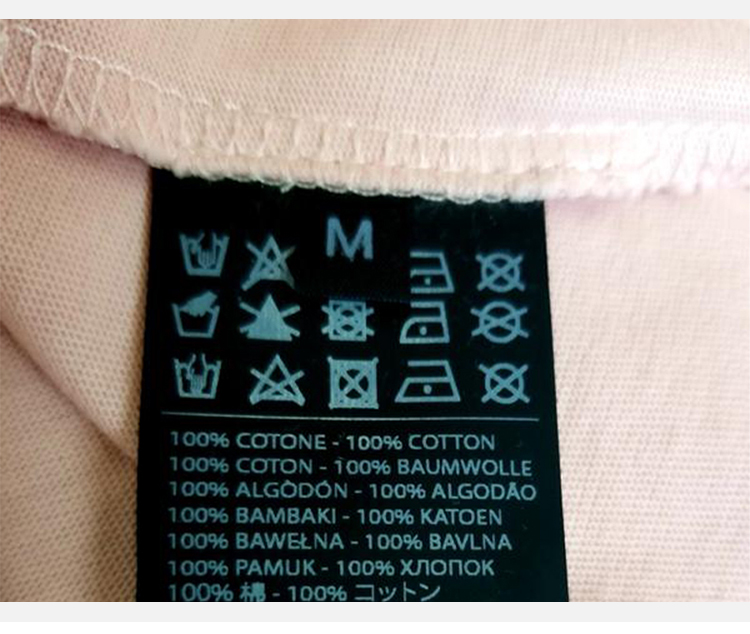 M
100% COTONE - 100% COTTON
100% COTON - 100% BAUMWOLLE
100% ALGÒDÓN - 100% ALGODÃO
100% BAMBAKI - 100% KATOEN
100% BAWEŁNA - 100% BAVLNA
100% PAMUK - 100% ХЛОПОК
100% 棉 - 100% コットン